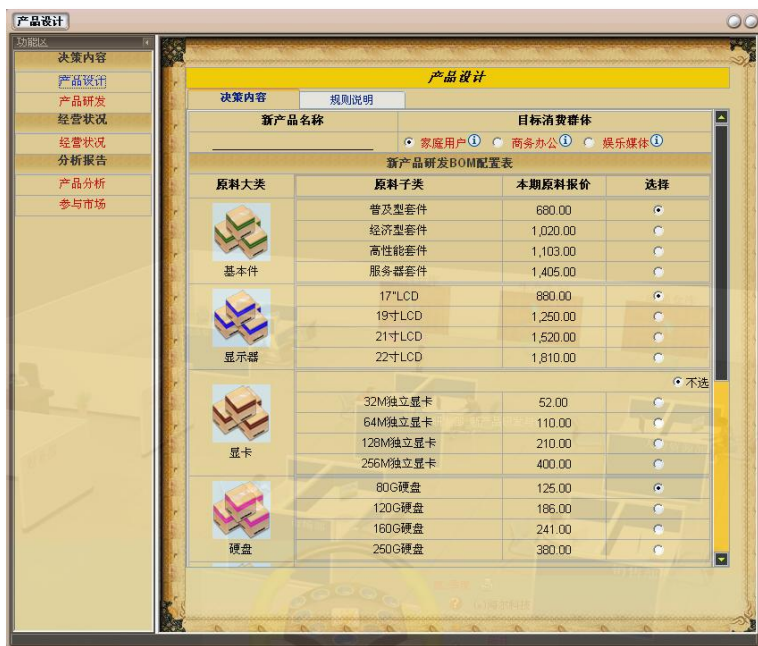 产品设计
功能区
决策内容
产品设计
产品研发
经营状况
经营状况
分析报告
产品分析
参与市场
产品设计
决策内容 规则说明
新产品名称 目标消费群体
家庭用户 商务办公 娱乐媒体
新产品研发BOM配置表
原料大类 原料子类 本期原料报价 选择
普及型套件 680.00
经济型套件 1,020.00
高性能套件 1,103.00
基本件 服务器套件 1,405.00
17"LCD 880.00
19寸LCD 1,250.00
21寸LCD 1,520.00
显示器 22寸LCD 1,810.00
不选
32M独立显卡 52.00
64M独立显卡 110.00
128M独立显卡 210.00
显卡
256M独立显卡 400.00
80G硬盘 125.00
120G硬盘 186.00
160G硬盘 241.00
硬盘 250G硬盘 380.00